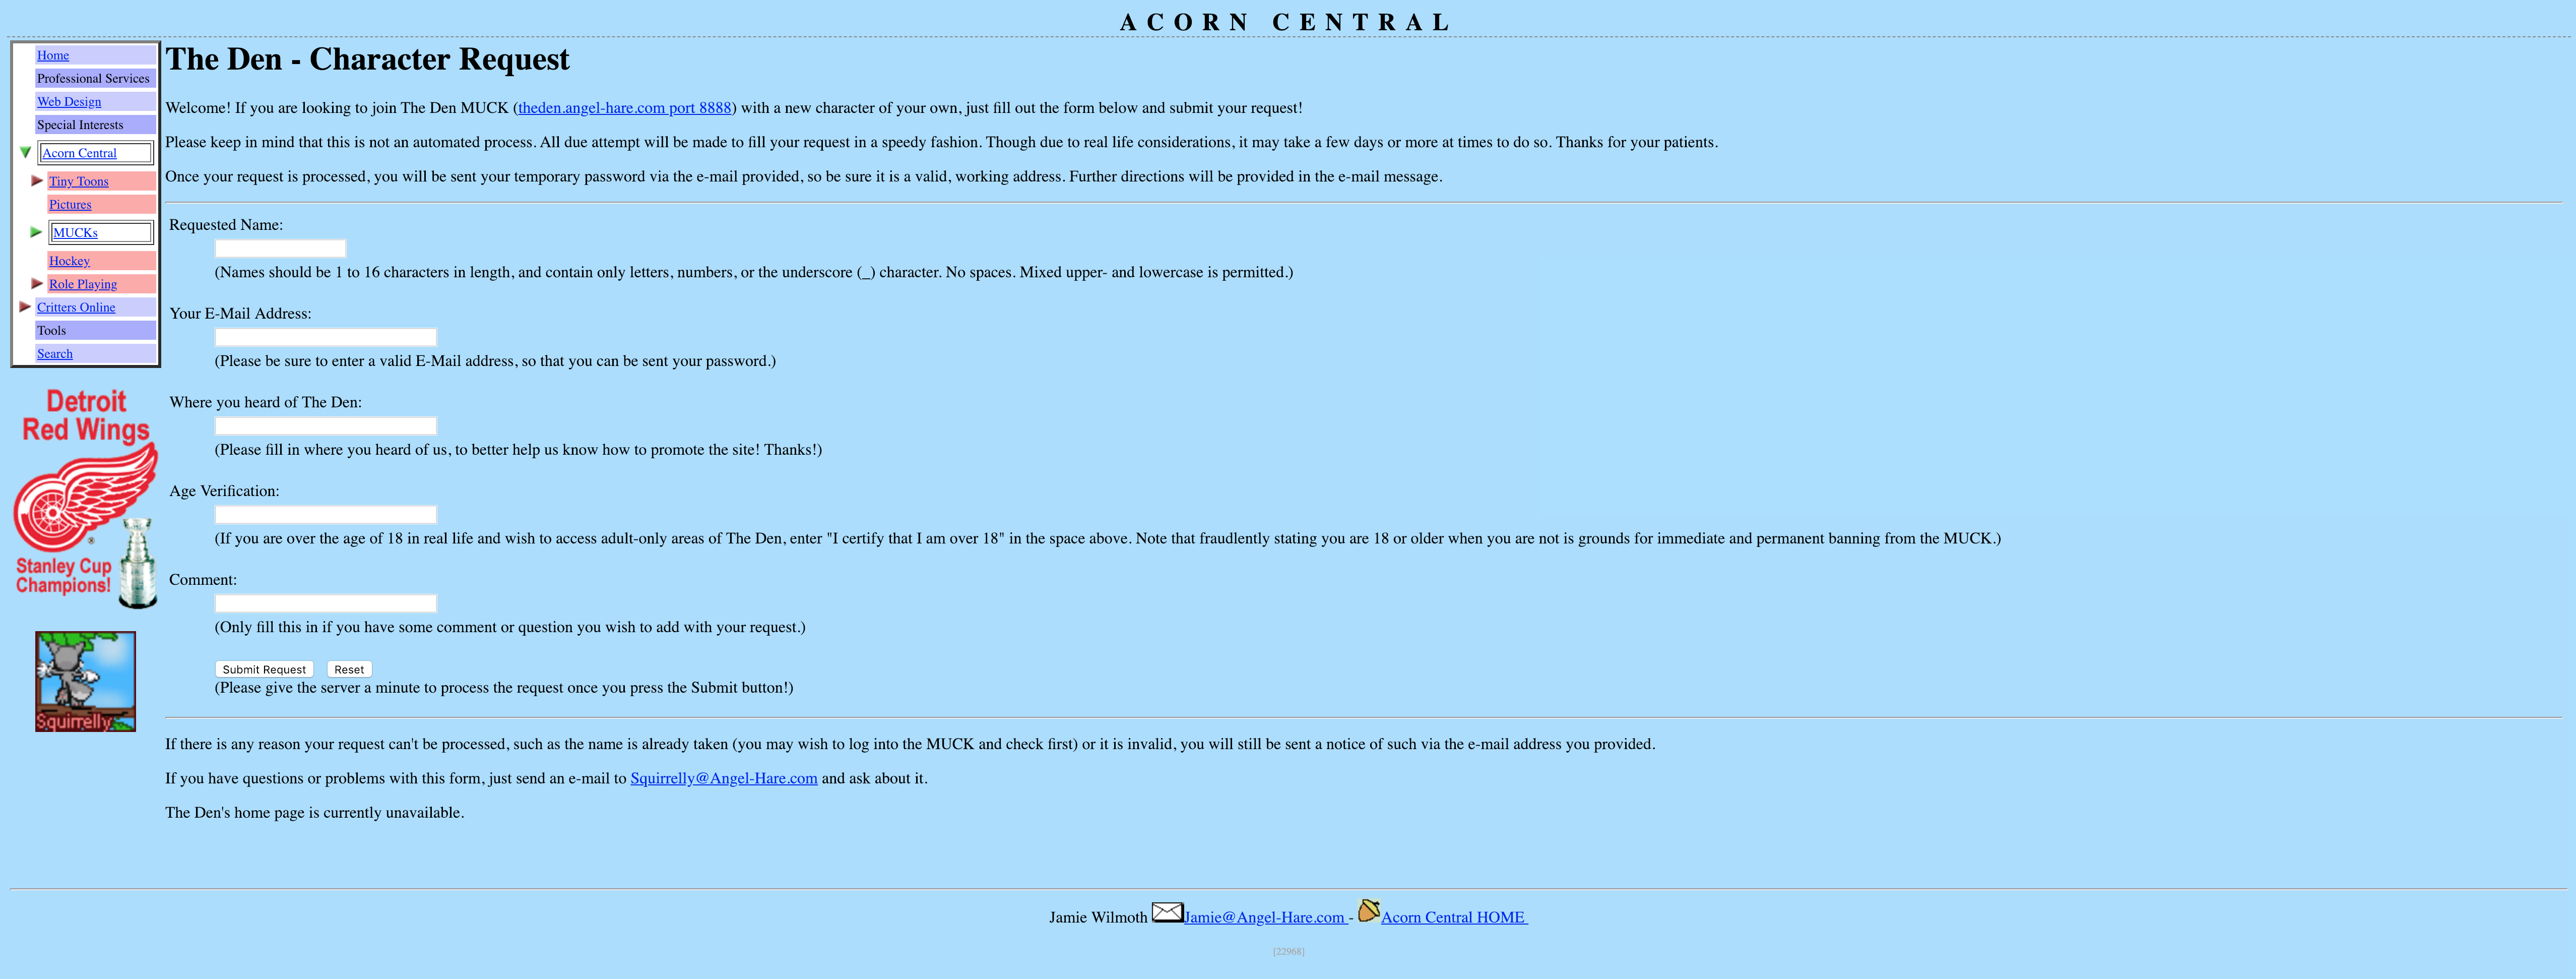 ACORN CENTRAL
Home
Professional Services
Web Design
Special Interests
Acorn Central
Tiny Toons
Pictures
MUCKs
Hockey
Role Playing
Critters Online
Tools
Search
Detroit
Red Wings
®
Stanley Cup
Champions!
Squirrelly
The Den - Character Request
Welcome! If you are looking to join The Den MUCK (theden.angel-hare.com port 8888) with a new character of your own, just fill out the form below and submit your request!
Please keep in mind that this is not an automated process. All due attempt will be made to fill your request in a speedy fashion. Though due to real life considerations, it may take a few days or more at times to do so. Thanks for your patients.
Once your request is processed, you will be sent your temporary password via the e-mail provided, so be sure it is a valid, working address. Further directions will be provided in the e-mail message.
Requested Name:
(Names should be 1 to 16 characters in length, and contain only letters, numbers, or the underscore (_) character. No spaces. Mixed upper- and lowercase is permitted.)
Your E-Mail Address:
(Please be sure to enter a valid E-Mail address, so that you can be sent your password.)
Where you heard of The Den:
(Please fill in where you heard of us, to better help us know how to promote the site! Thanks!)
Age Verification:
(If you are over the age of 18 in real life and wish to access adult-only areas of The Den, enter "I certify that I am over 18" in the space above. Note that fraudlently stating you are 18 or older when you are not is grounds for immediate and permanent banning from the MUCK.)
Comment:
(Only fill this in if you have some comment or question you wish to add with your request.)
Submit Request Reset
(Please give the server a minute to process the request once you press the Submit button!)
If there is any reason your request can't be processed, such as the name is already taken (you may wish to log into the MUCK and check first) or it is invalid, you will still be sent a notice of such via the e-mail address you provided.
If you have questions or problems with this form, just send an e-mail to Squirrelly@Angel-Hare.com and ask about it.
The Den's home page is currently unavailable.
Jamie Wilmoth Jamie@Angel-Hare.com - Acorn Central HOME
[22968]